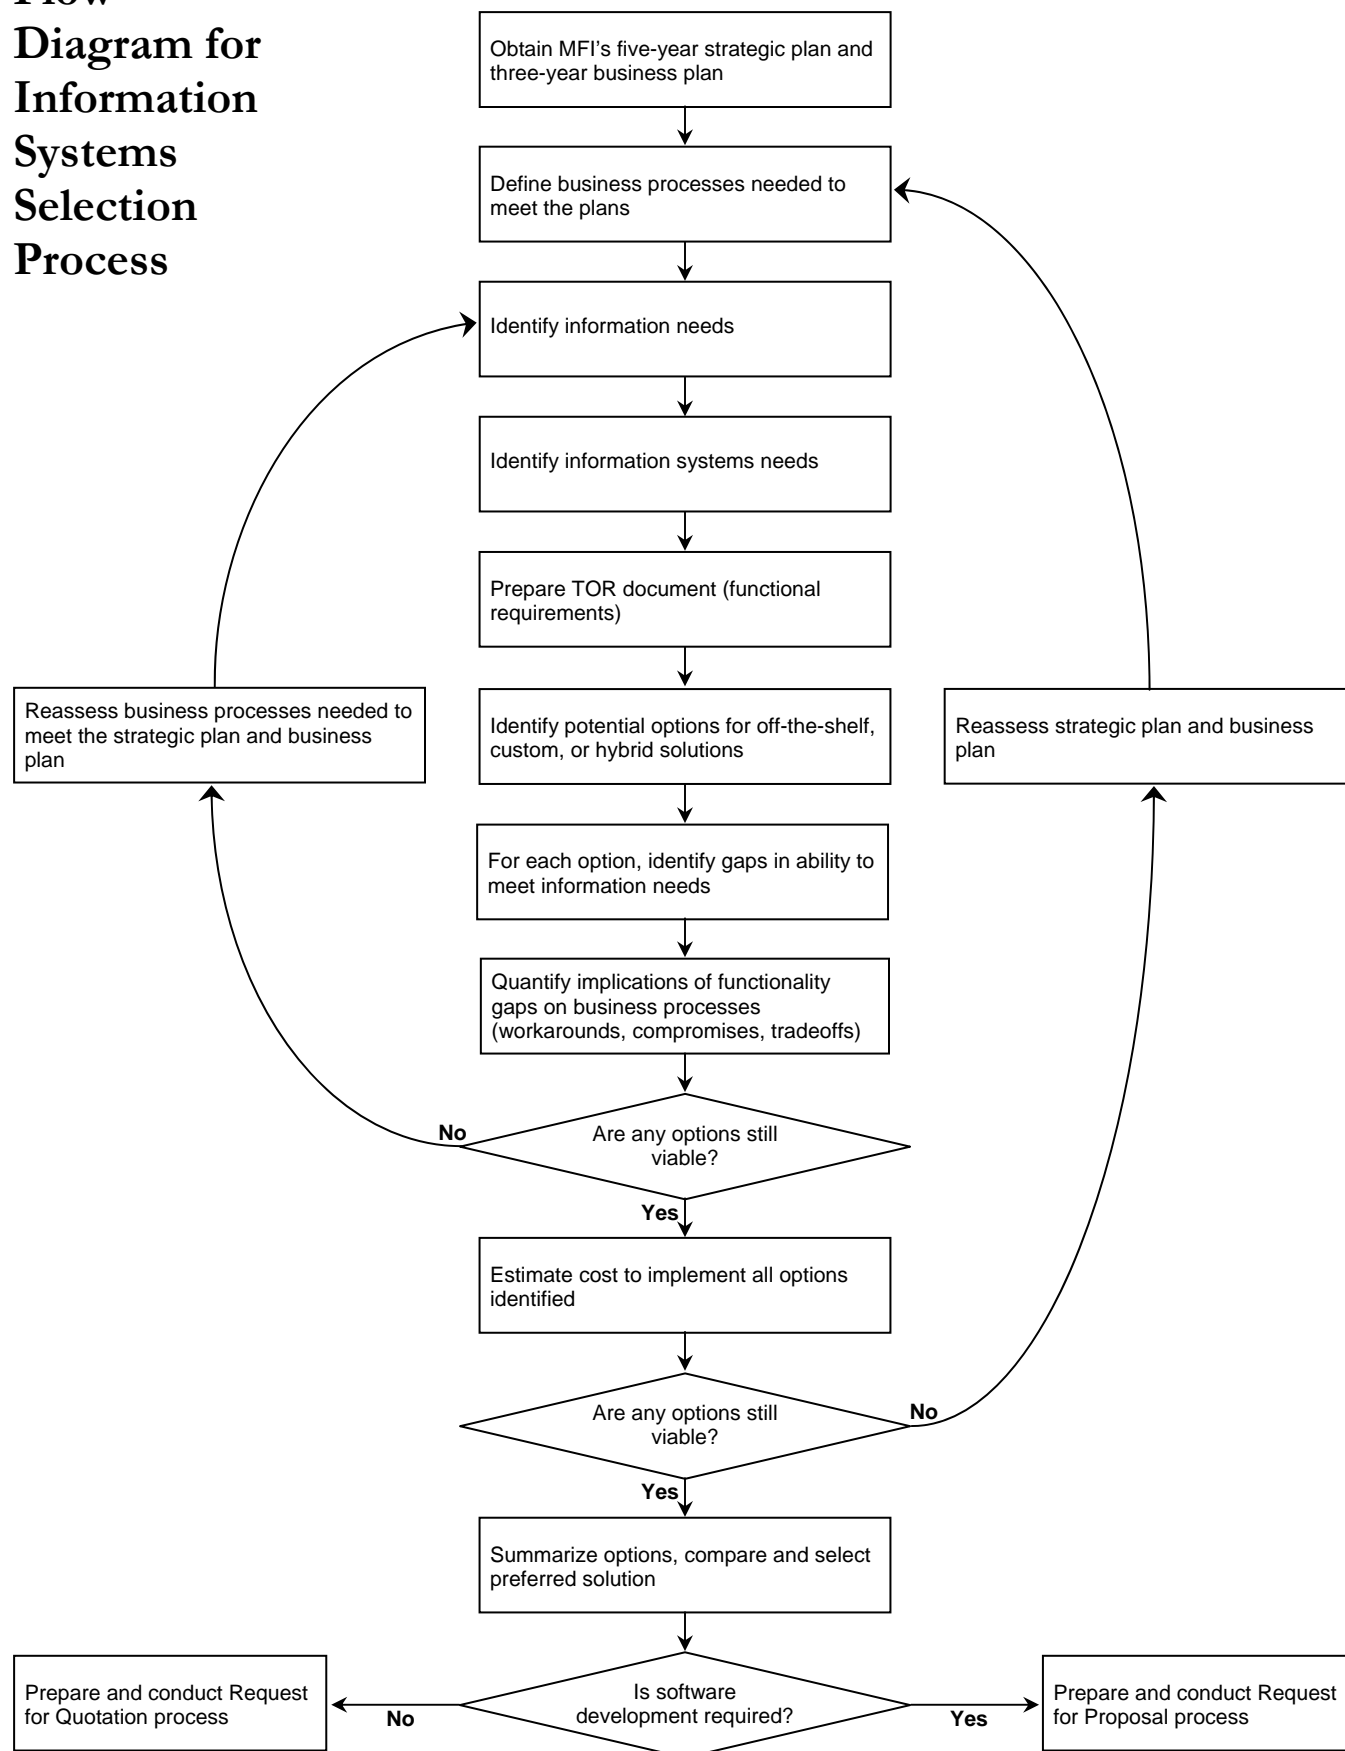 Diagram for
Information
Systems
Selection
Process
Obtain MFI's five-year strategic plan and
three-year business plan
Define business processes needed to
meet the plans
Identify information needs
Identify information systems needs
Prepare TOR document (functional
requirements)
Reassess business processes needed to
meet the strategic plan and business
plan
Identify potential options for off-the-shelf,
custom, or hybrid solutions
Reassess strategic plan and business
plan
For each option, identify gaps in ability to
meet information needs
Quantify implications of functionality
gaps on business processes
(workarounds, compromises, tradeoffs)
No
Are any options still
viable?
Yes
Estimate cost to implement all options
identified
Are any options still
viable?
No
Yes
Summarize options, compare and select
preferred solution
Prepare and conduct Request
for Quotation process
No
Is software
development required?
Yes
Prepare and conduct Request
for Proposal process